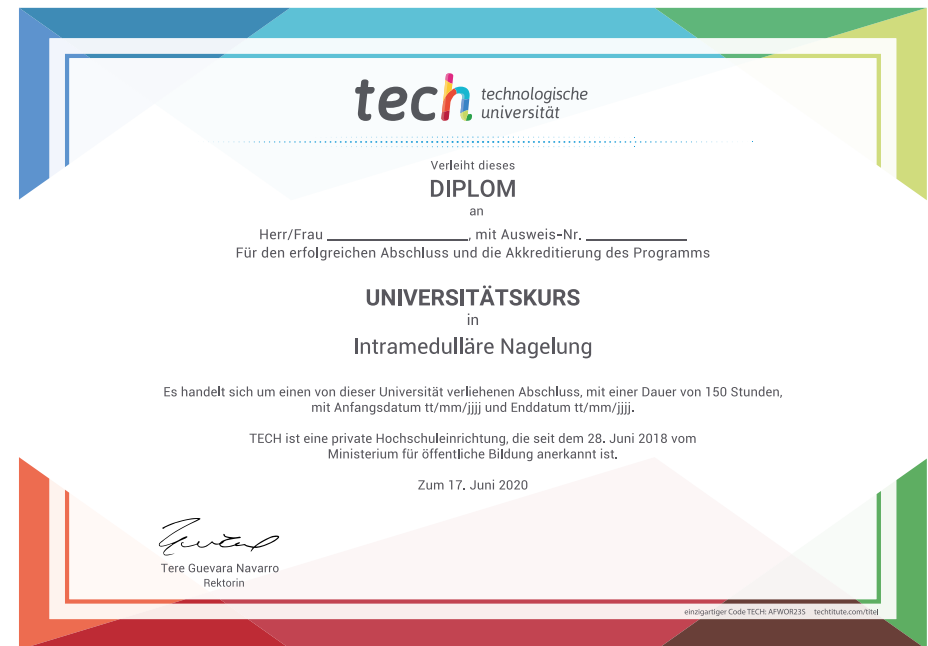 tech technologische
universität
Verleiht dieses
DIPLOM
an
Herr/Frau ____________, mit Ausweis-Nr. ____________
Für den erfolgreichen Abschluss und die Akkreditierung des Programms
UNIVERSITÄTSKURS
in
Intramedulläre Nagelung
Es handelt sich um einen von dieser Universität verliehenen Abschluss, mit einer Dauer von 150 Stunden,
mit Anfangsdatum tt/mm/jjjj und Enddatum tt/mm/jjjj.
TECH ist eine private Hochschuleinrichtung, die seit dem 28. Juni 2018 vom
Ministerium für öffentliche Bildung anerkannt ist.
Zum 17. Juni 2020
Tere Guevara Navarro
Rektorin
einzigartiger Code TECH: AFWOR23S techtitute.com/titel